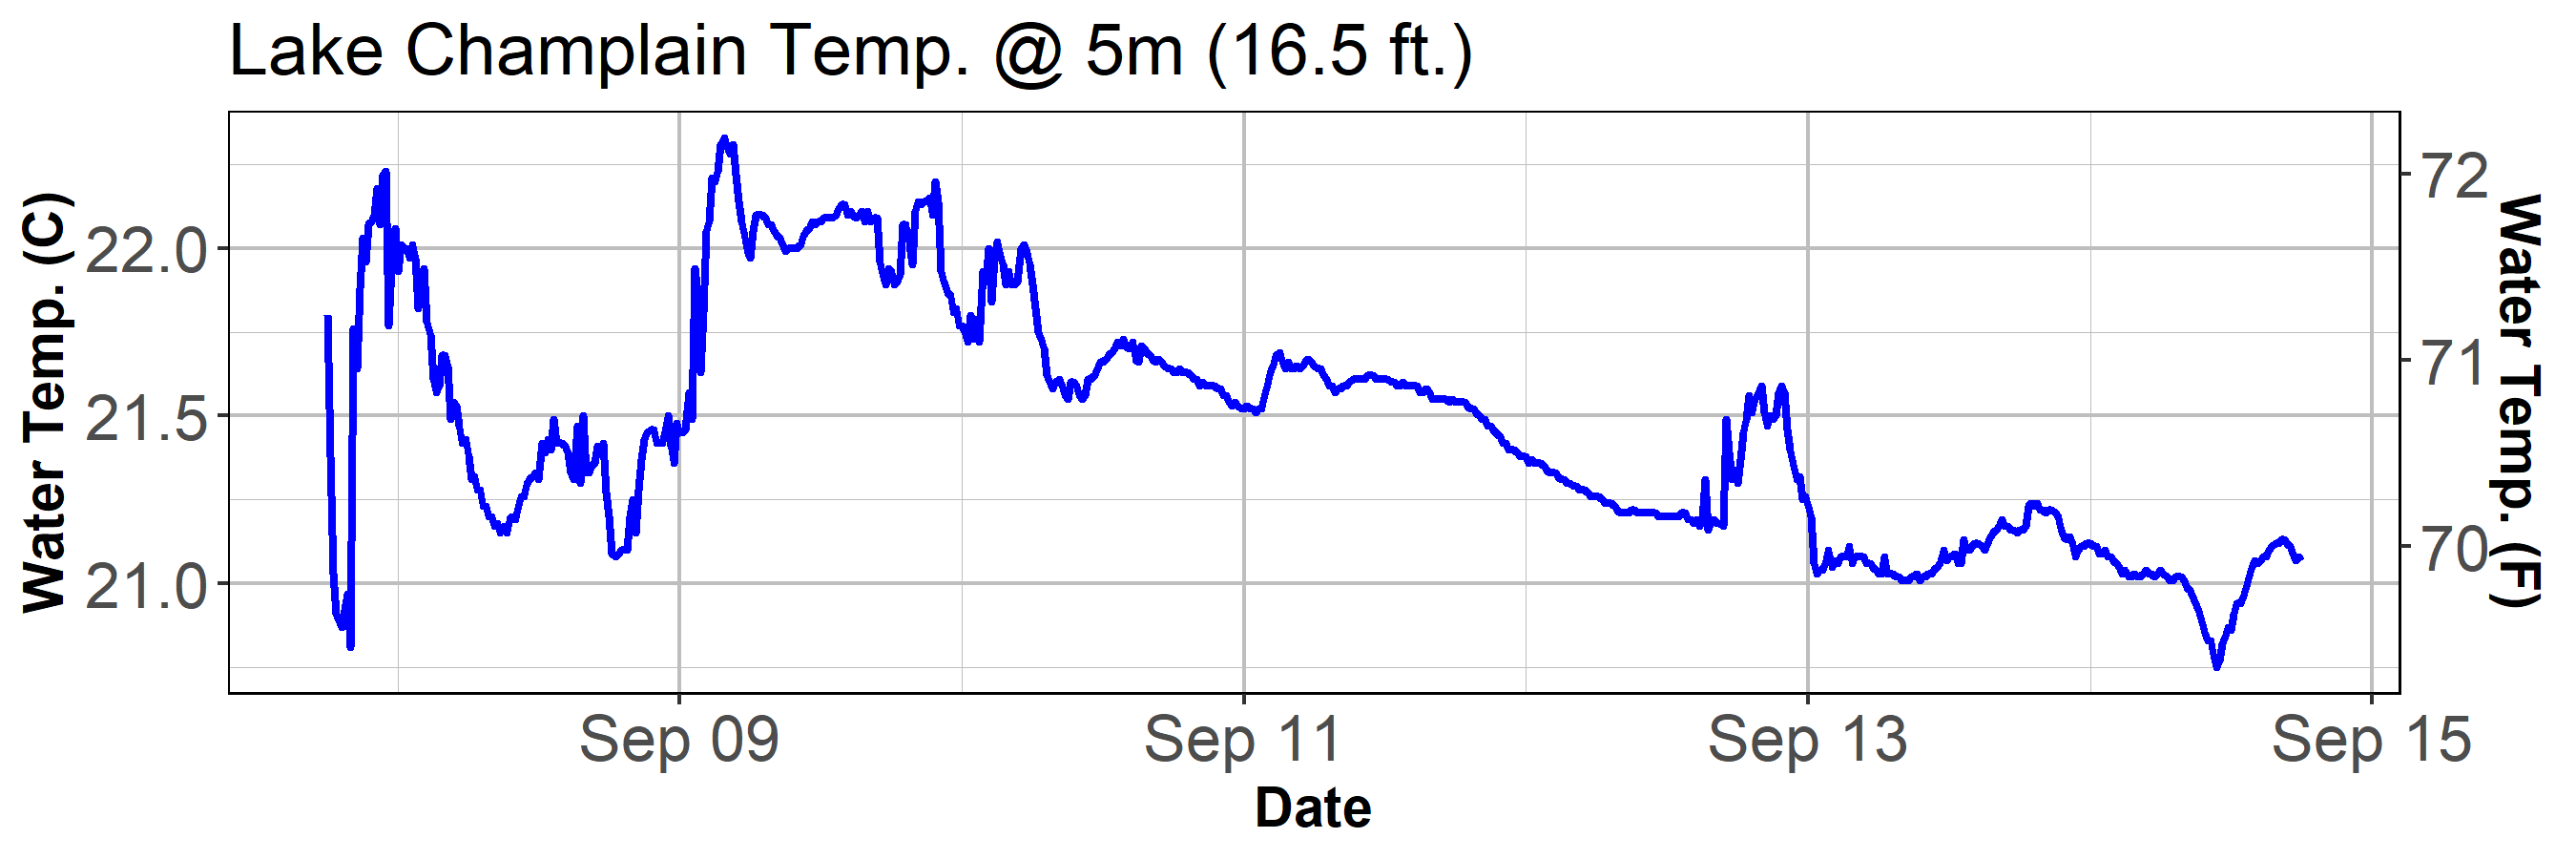 Lake Champlain Temp. @ 5m (16.5 ft.)
Water Temp. (C)
22.0
21.5
21.0
72
71
70
Water Temp. (F)
Sep 09
Sep 11
Sep 13
Sep 15
Date